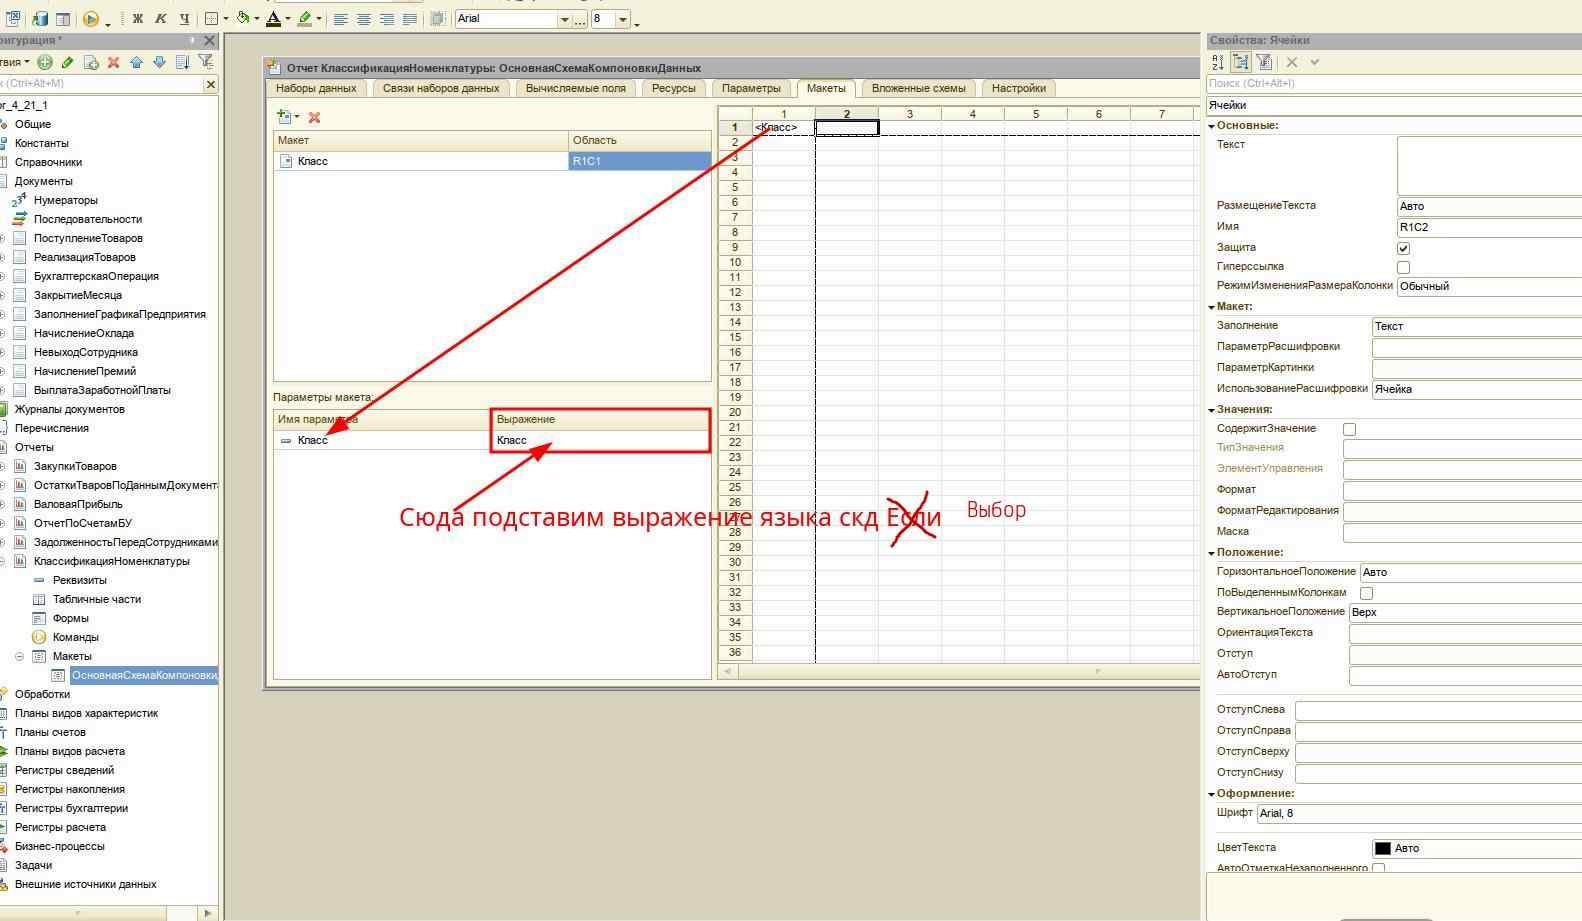 Ж К Ч Arial ... 8
онфигурация *
Свойства: Ячейки
твия
к (Ctrl+Alt+M)
or_4_21_1
Общие
Константы
Справочники
Документы
Нумераторы
Последовательности
ПоступлениеТоваров
РеализацияТоваров
БухгалтерскаяОперация
ЗакрытиеМесяца
ЗаполнениеГрафикаПредприятия
НачислениеОклада
НевыходСотрудника
НачислениеПремий
ВыплатаЗаработнойПлаты
Журналы документов
Перечисления
Отчеты
ЗакупкиТоваров
ОстаткиТваровПоДаннымДокумент
ВаловаяПрибыль
ОтчетПоСчетамБУ
ЗадолженностьПередСотрудниками
КлассификацияНоменклатуры
Реквизиты
Табличные части
Формы
Команды
Макеты
ОсновнаяСхемаКомпоновки
Обработки
Планы видов характеристик
Планы счетов
Планы видов расчета
Регистры сведений
Регистры накопления
Регистры бухгалтерии
Регистры расчета
Бизнес-процессы
Задачи
Внешние источники данных
Отчет КлассификацияНоменклатуры: ОсновнаяСхемаКомпоновкиДанных
Наборы данных Связи наборов данных Вычисляемые поля Ресурсы Параметры Макеты Вложенные схемы Настройки
Макет Область
Класс R1C1
Параметры макета:
Имя параметра Выражение
Класс Класс
Сюда подставим выражение языка скд Если Выбор
1 2 3 4 5 6 7
1 <Класс>
2
3
4
5
6
7
8
9
10
11
12
13
14
15
16
17
18
19
20
21
22
23
24
25
26
27
28
29
30
31
32
33
34
35
36
Поиск (Ctrl+Alt+I)
Ячейки
Основные:
Текст
РазмещениеТекста Авто
Имя R1C2
Защита
Гиперссылка
РежимИзмененияРазмераКолонки Обычный
Макет:
Заполнение Текст
ПараметрРасшифровки
ПараметрКартинки
ИспользованиеРасшифровки Ячейка
Значения:
СодержитЗначение
ТипЗначения
ЭлементУправления
Формат
ФорматРедактирования
Маска
Положение:
ГоризонтальноеПоложение Авто
ПоВыделеннымКолонкам
ВертикальноеПоложение Верх
ОриентацияТекста
Отступ
АвтоОтступ
ОтступСлева
ОтступСправа
ОтступСверху
ОтступСнизу
Оформление:
Шрифт Arial, 8
ЦветТекста Авто
АвтоОтметкаНезаполненного